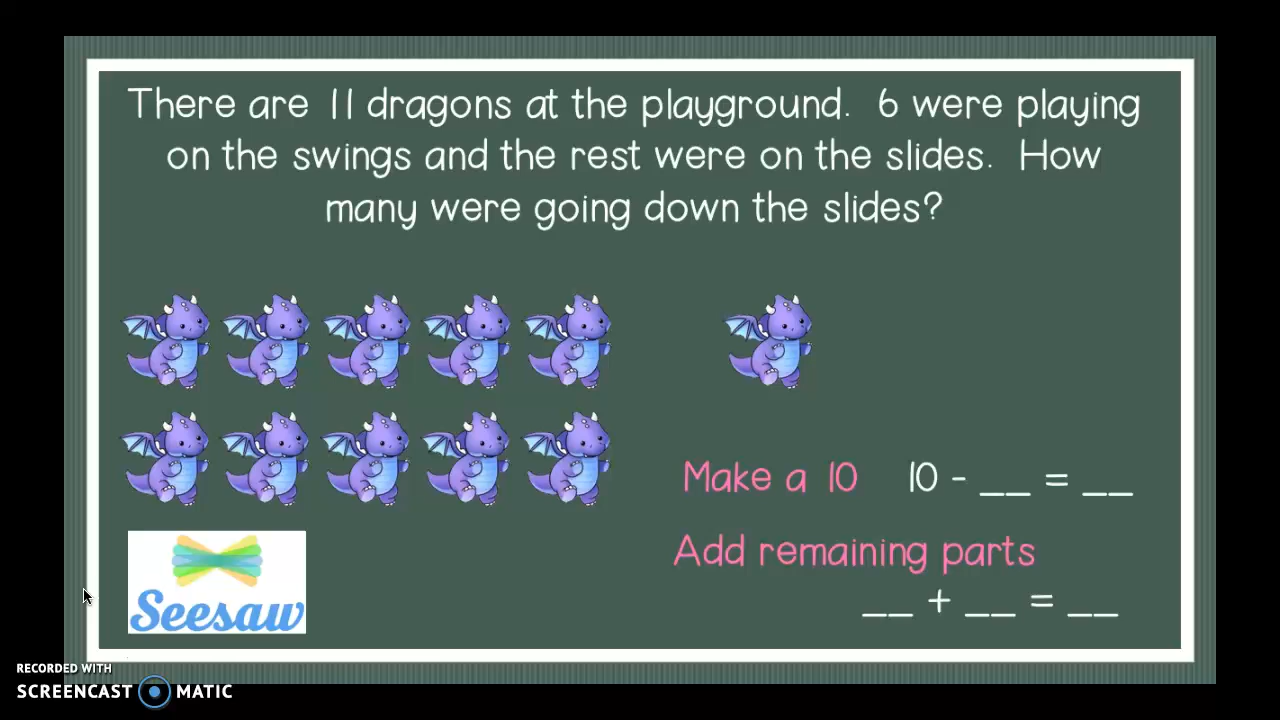 There are 11 dragons at the playground. 6 were playing
on the swings and the rest were on the slides. How
many were going down the slides?
Make a 10 10 - __ = __
Add remaining parts
__ + __ = __
Seesaw
RECORDED WITH
SCREENCAST MATIC